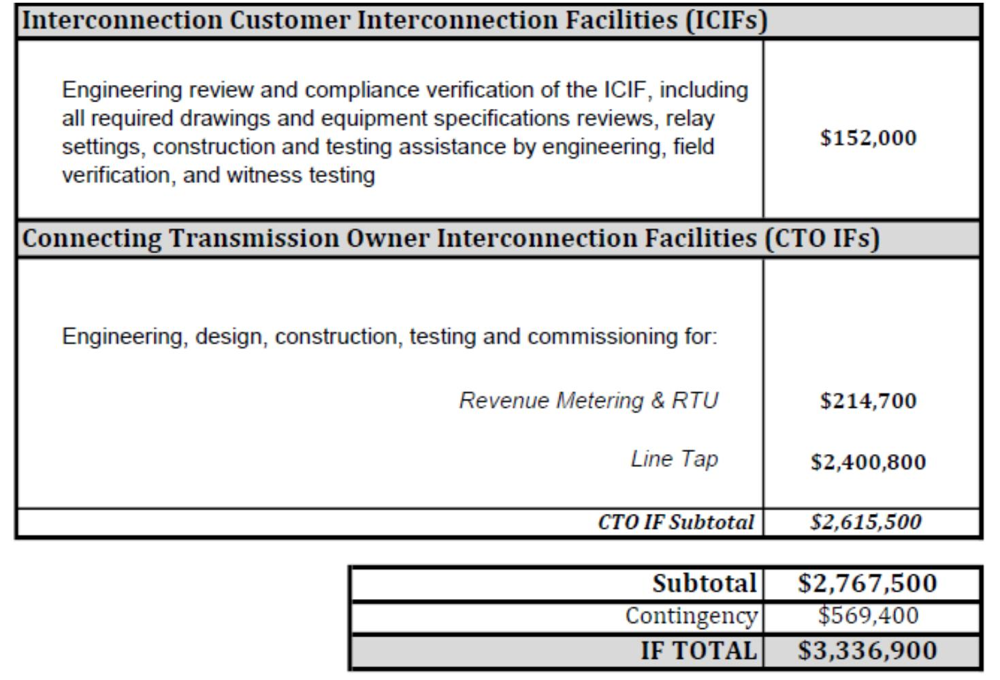 Interconnection Customer Interconnection Facilities (ICIFs)
Engineering review and compliance verification of the ICIF, including
all required drawings and equipment specifications reviews, relay
settings, construction and testing assistance by engineering, field
verification, and witness testing
$152,000
Connecting Transmission Owner Interconnection Facilities (CTO IFs)
Engineering, design, construction, testing and commissioning for:
Revenue Metering & RTU $214,700
Line Tap $2,400,800
CTO IF Subtotal $2,615,500
Subtotal $2,767,500
Contingency $569,400
IF TOTAL $3,336,900